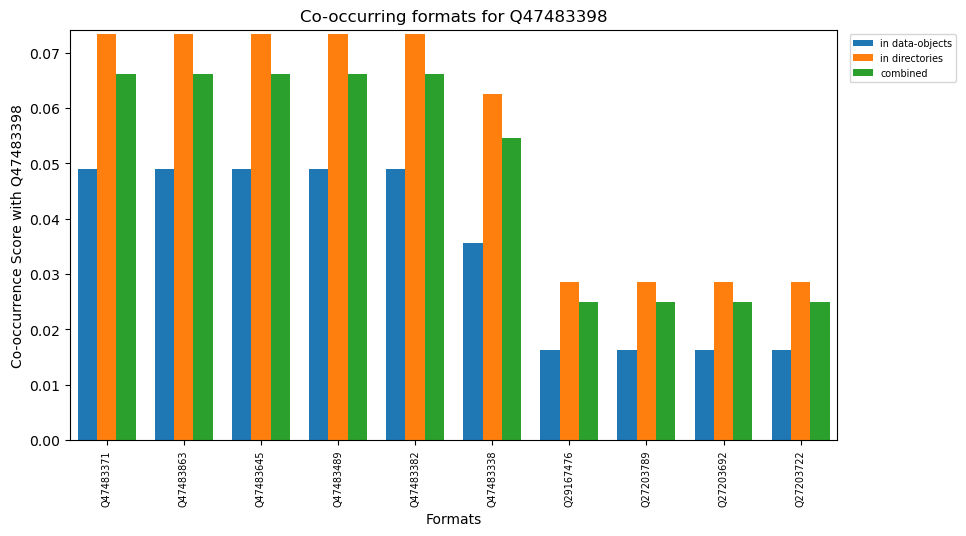 Co-occurring formats for Q47483398
in data-objects
in directories
combined
Co-occurrence Score with Q47483398
0.07
0.06
0.05
0.04
0.03
0.02
0.01
0.00
Q47483371
Q47483863
Q47483645
Q47483489
Q47483382
Q47483338
Q29167476
Q27203789
Q27203692
Q27203722
Formats